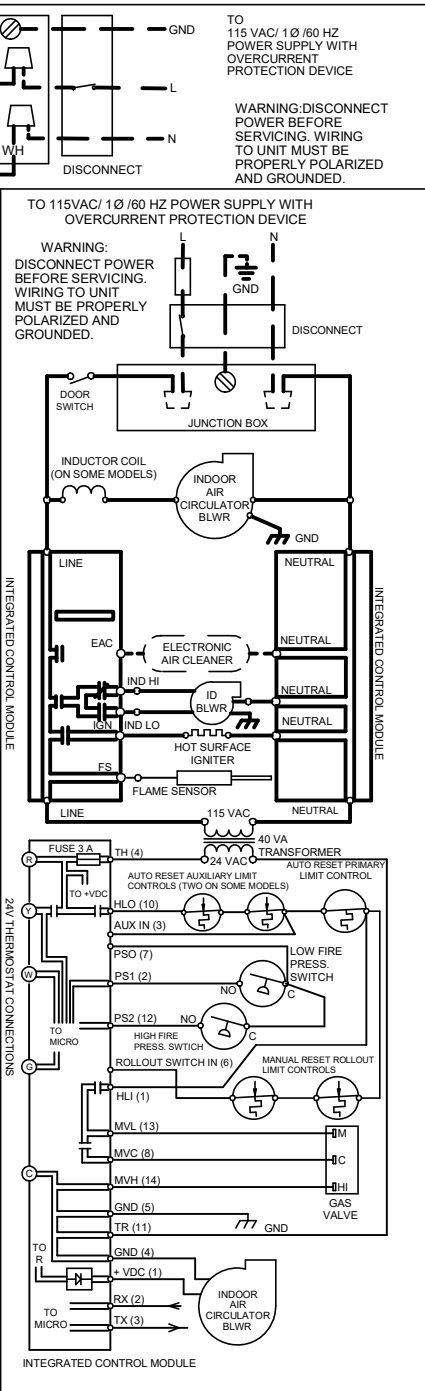 GND
L
N
WH
DISCONNECT
TO
115 VAC/ 1Ø /60 HZ
POWER SUPPLY WITH
OVERCURRENT
PROTECTION DEVICE
WARNING:DISCONNECT
POWER BEFORE
SERVICING. WIRING
TO UNIT MUST BE
PROPERLY POLARIZED
AND GROUNDED.
TO 115VAC/ 1Ø /60 HZ POWER SUPPLY WITH
OVERCURRENT PROTECTION DEVICE
WARNING:
DISCONNECT POWER
BEFORE SERVICING.
WIRING TO UNIT
MUST BE PROPERLY
POLARIZED AND
GROUNDED.
L
N
GND
DISCONNECT
DOOR
SWITCH
JUNCTION BOX
INDUCTOR COIL
(ON SOME MODELS)
INDOOR
AIR
CIRCULATOR
BLWR
GND
LINE
NEUTRAL
INTEGRATED CONTROL MODULE
INTEGRATED CONTROL MODULE
EAC
ELECTRONIC
AIR CLEANER
NEUTRAL
IND HI
ID
BLWR
NEUTRAL
IGN
IND LO
NEUTRAL
HOT SURFACE
IGNITER
FS
FLAME SENSOR
LINE
115 VAC
NEUTRAL
40 VA
TRANSFORMER
24 VAC
R
FUSE 3 A
TH (4)
AUTO RESET PRIMARY
LIMIT CONTROL
AUTO RESET AUXILIARY LIMIT
CONTROLS (TWO ON SOME MODELS)
TO +VDC
Y
HLO (10)
AUX IN (3)
PSO (7)
LOW FIRE
PRESS.
SWITCH
24V THERMOSTAT CONNECTIONS
W
PS1 (2)
NO
C
TO
MICRO
PS2 (12)
NO
C
HIGH FIRE
PRESS. SWTICH
G
ROLLOUT SWITCH IN (6)
MANUAL RESET ROLLOUT
LIMIT CONTROLS
HLI (1)
MVL (13)
M
MVC (8)
C
C
MVH (14)
HI
GAS
VALVE
GND (5)
GND
TR (11)
TO
R
GND (4)
+ VDC (1)
RX (2)
TO
MICRO
TX (3)
INDOOR
AIR
CIRCULATOR
BLWR
INTEGRATED CONTROL MODULE